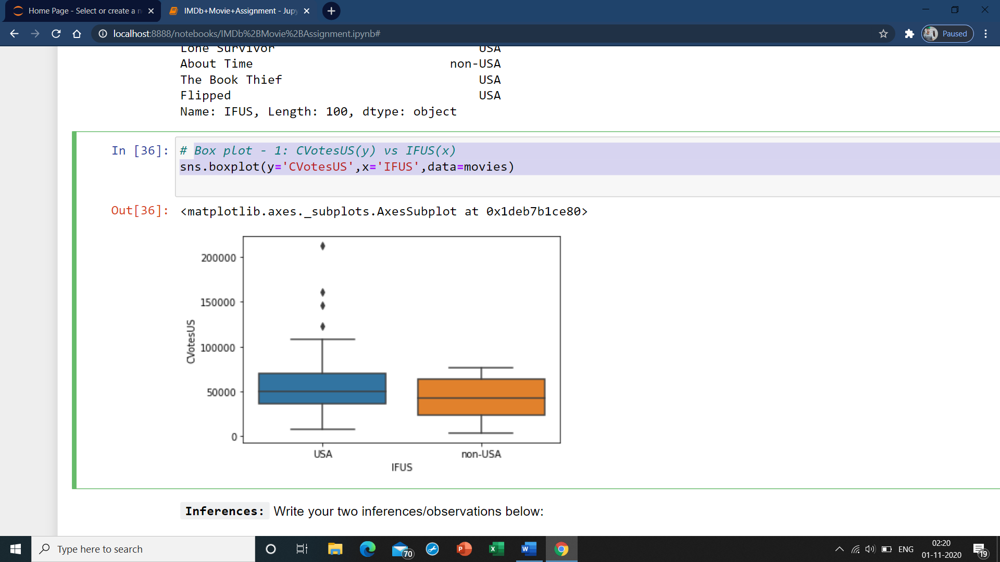 Home Page - Select or create a n
IMDb+Movie+Assignment - Jupy
localhost:8888/notebooks/IMDb%2BMovie%2BAssignment.ipynb#
Paused
Lone Survivor USA
About Time non-USA
The Book Thief USA
Flipped USA
Name: IFUS, Length: 100, dtype: object
In [36]:
# Box plot - 1: CVotesUS(y) vs IFUS(x)
sns.boxplot(y='CVotesUS',x='IFUS',data=movies)
Out[36]:
<matplotlib.axes._subplots.AxesSubplot at 0x1deb7b1ce80>
200000
150000
100000
50000
0
CVotesUS
USA
non-USA
IFUS
Inferences: Write your two inferences/observations below:
Type here to search
70
ENG
02:20
01-11-2020
19